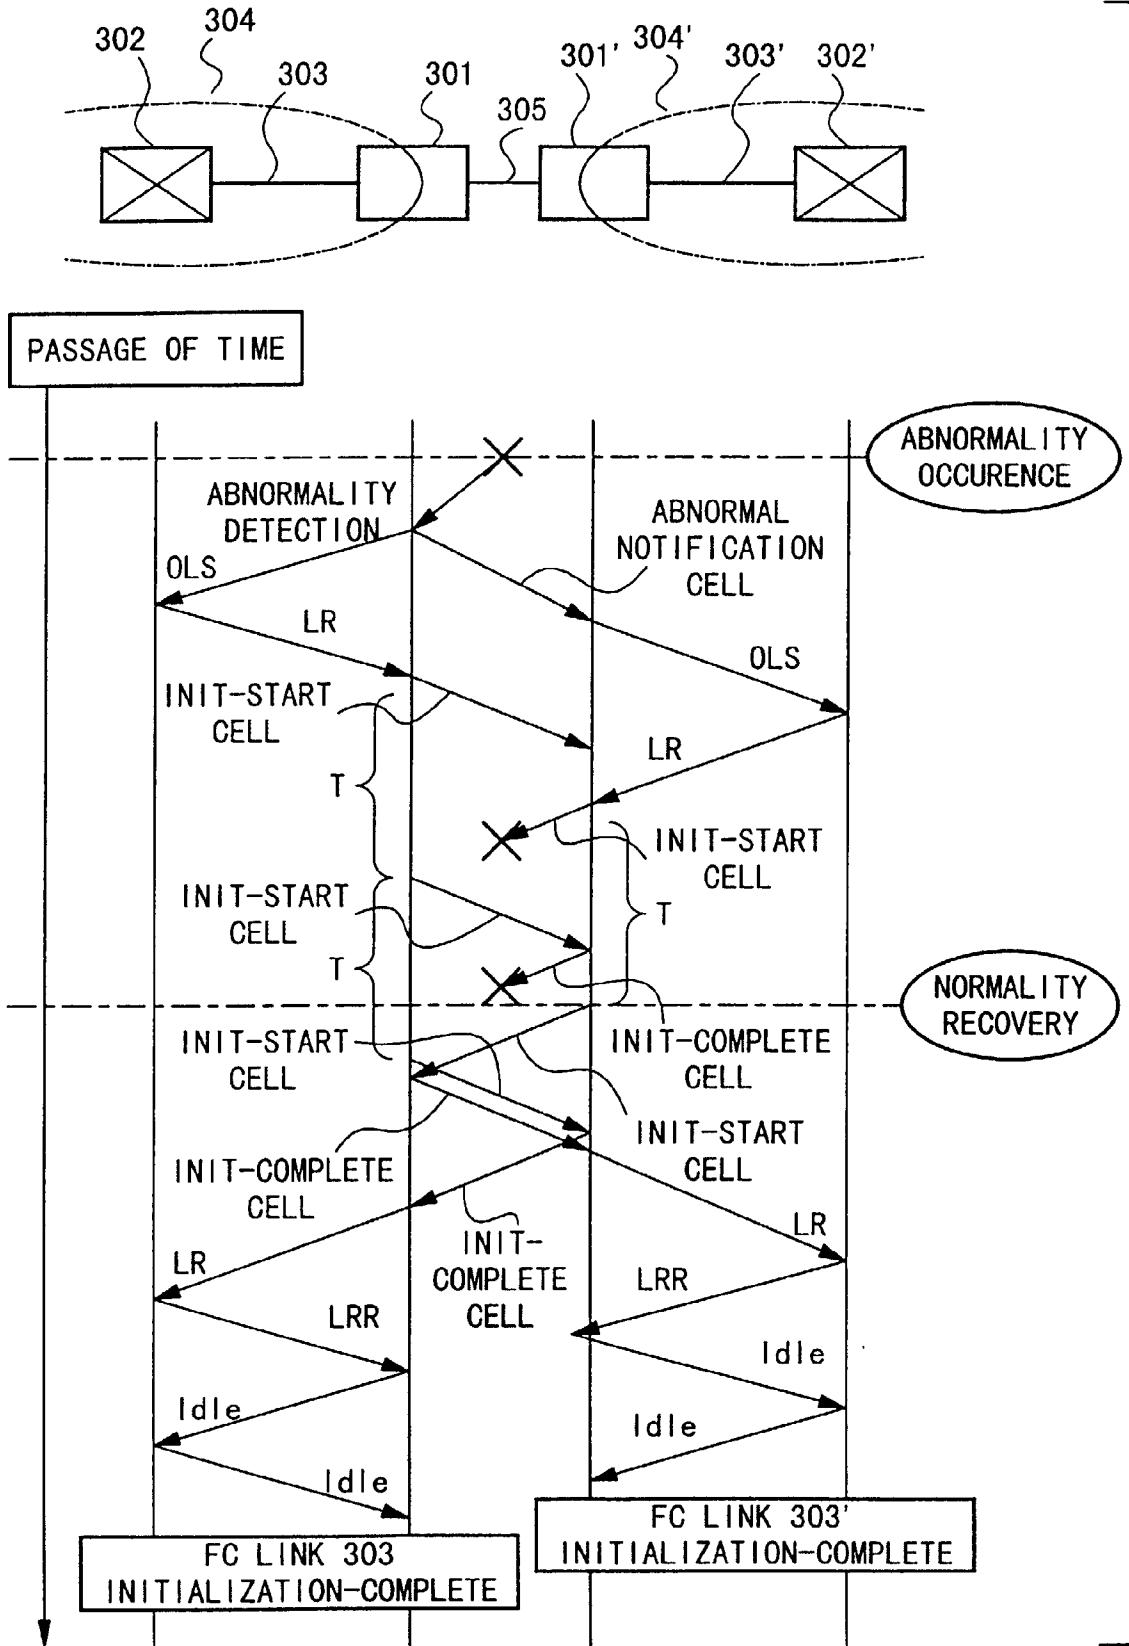 302
304
303
301
305
301'
304'
303'
302'
PASSAGE OF TIME
ABNORMALITY
OCCURENCE
ABNORMALITY
DETECTION
ABNORMAL
NOTIFICATION
CELL
OLS
LR
OLS
INIT-START
CELL
LR
T
INIT-START
CELL
INIT-START
CELL
T
T
NORMALITY
RECOVERY
INIT-START
CELL
INIT-COMPLETE
CELL
INIT-START
CELL
INIT-COMPLETE
CELL
INIT-
COMPLETE
CELL
LR
LR
LRR
LRR
Idle
Idle
Idle
Idle
FC LINK 303'
INITIALIZATION-COMPLETE
FC LINK 303
INITIALIZATION-COMPLETE